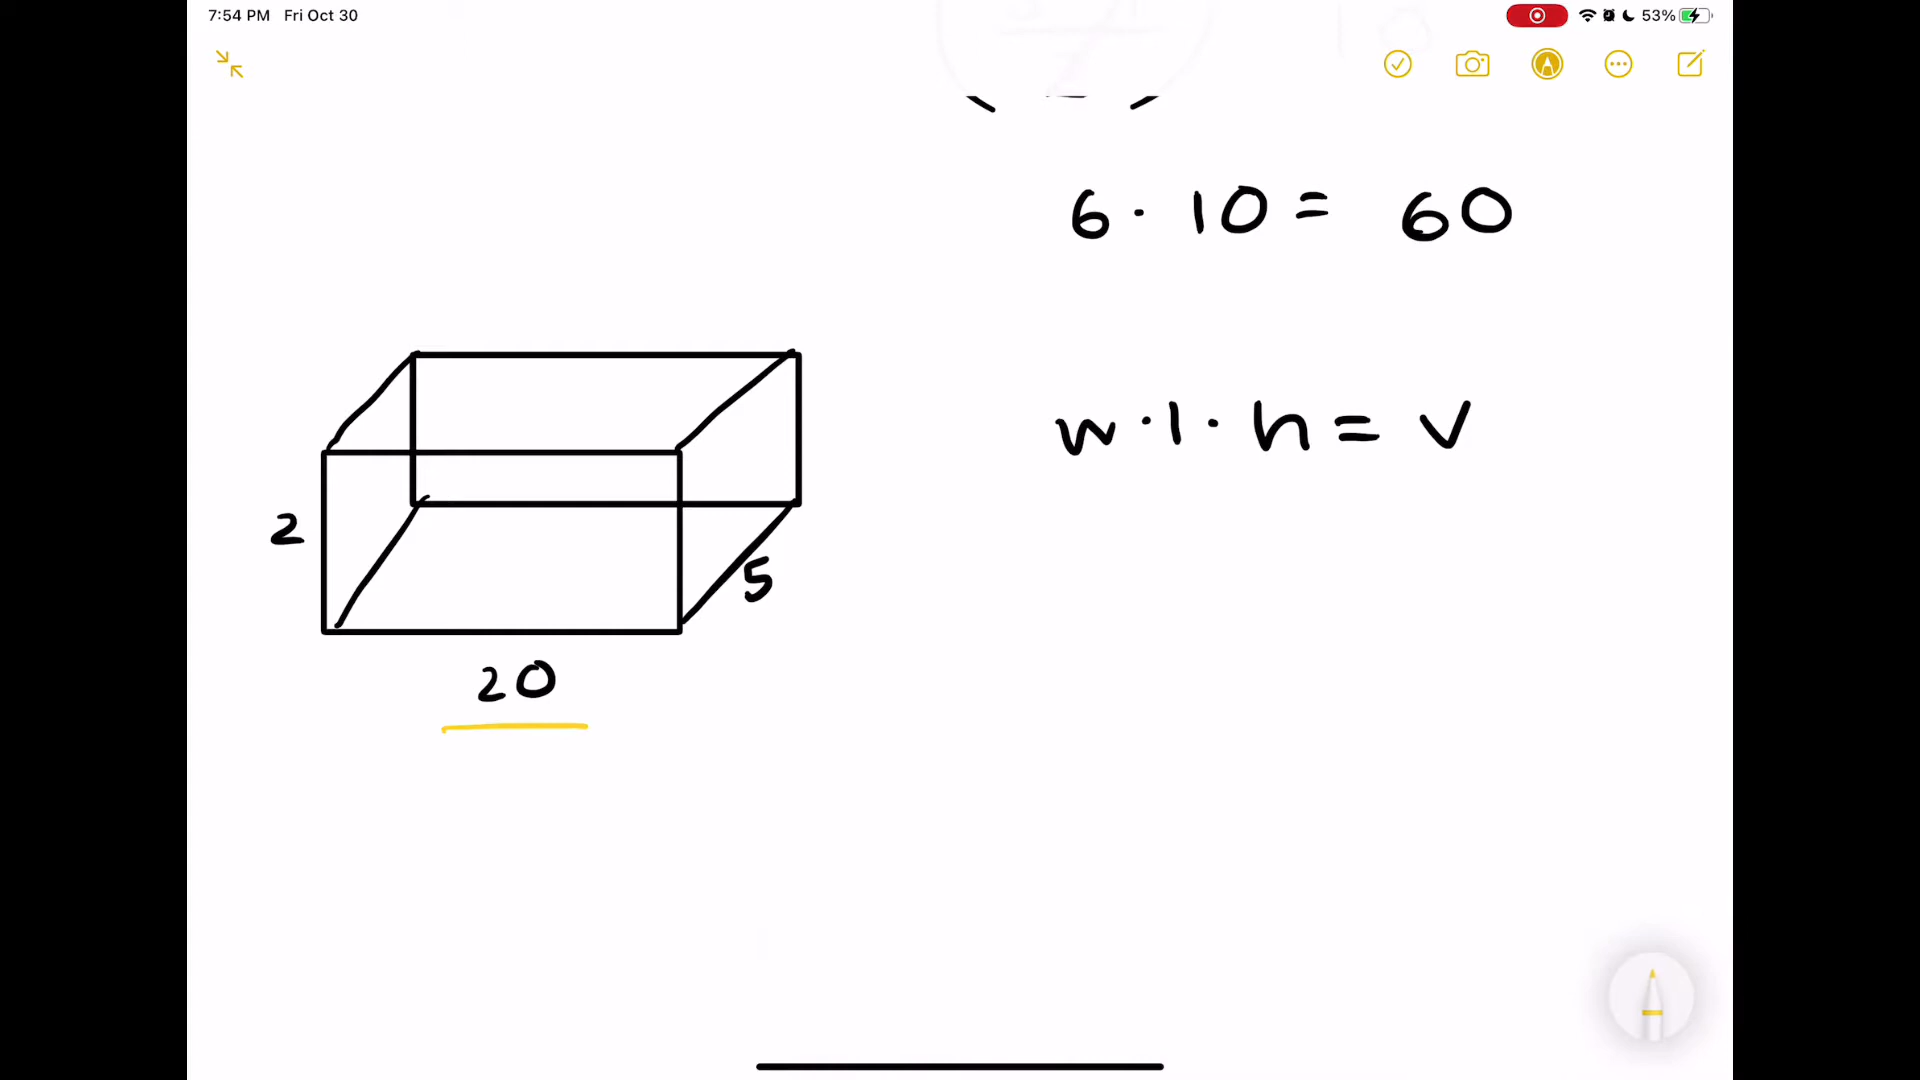 7:54 PM Fri Oct 30 53%
6 · 10 = 60
w · l · h = v
2
5
20